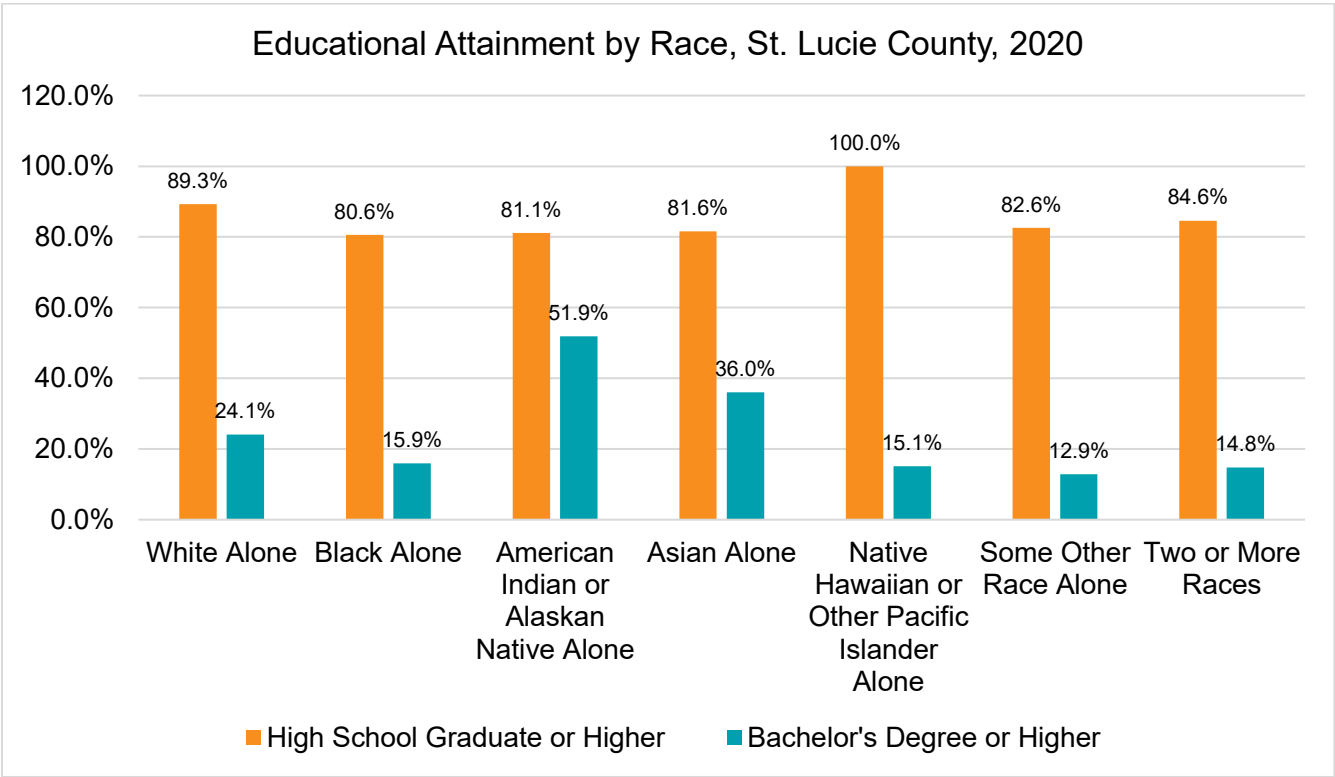 Educational Attainment by Race, St. Lucie County, 2020
120.0%
100.0%
80.0%
60.0%
40.0%
20.0%
0.0%
89.3%
24.1%
80.6%
15.9%
81.1%
51.9%
81.6%
36.0%
100.0%
15.1%
82.6%
12.9%
84.6%
14.8%
White Alone
Black Alone
American
Indian or
Alaskan
Native Alone
Asian Alone
Native
Hawaiian or
Other Pacific
Islander
Alone
Some Other
Race Alone
Two or More
Races
High School Graduate or Higher
Bachelor's Degree or Higher